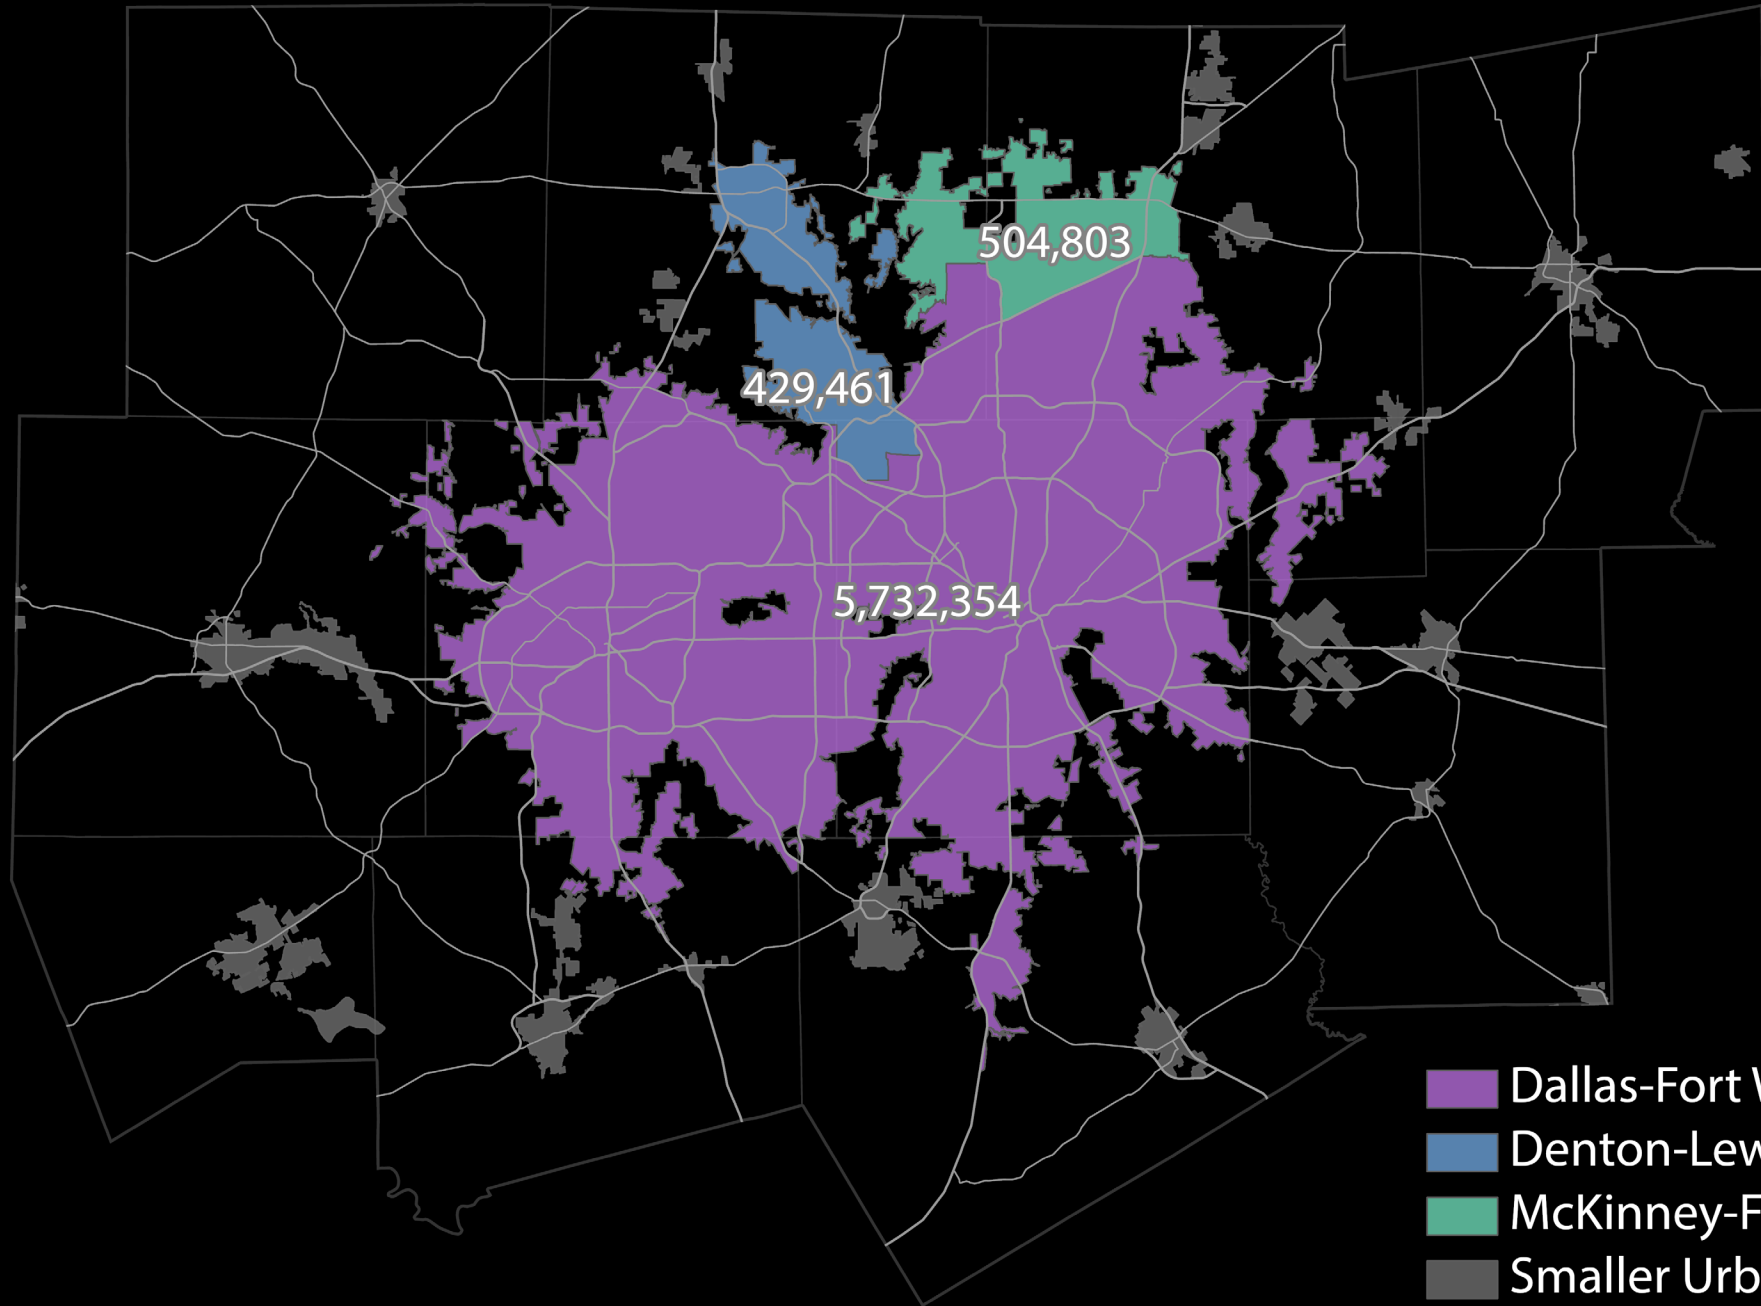 504,803
429,461
5,732,354
Dallas-Fort
Denton-Lew
McKinney-F
Smaller Urb